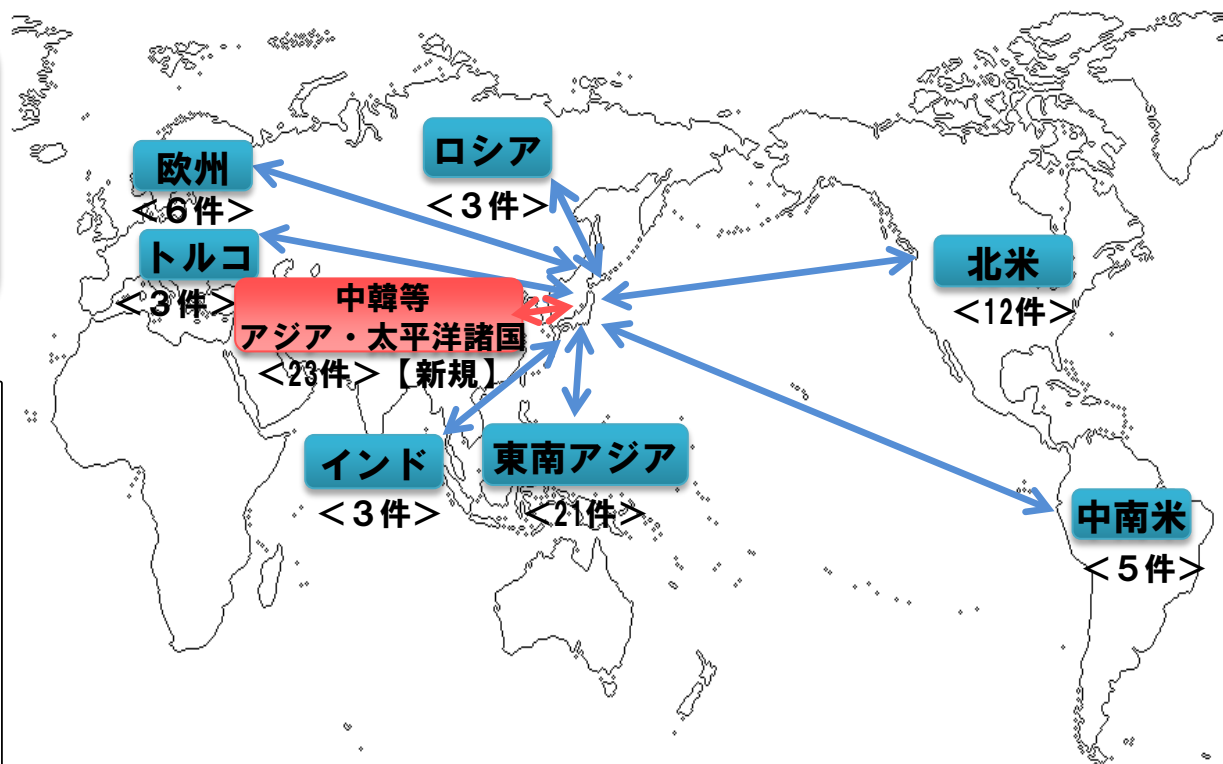 ロシア
<３件>
欧州
<６件>
トルコ
<３件>
中韓等
アジア・太平洋諸国
<23件>【新規】
北米
<12件>
インド
<３件>
東南アジア
<21件>
中南米
<５件>